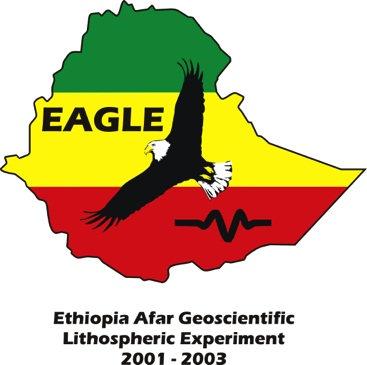 EAGLE
Ethiopia Afar Geoscientific
Lithospheric Experiment
2001 - 2003